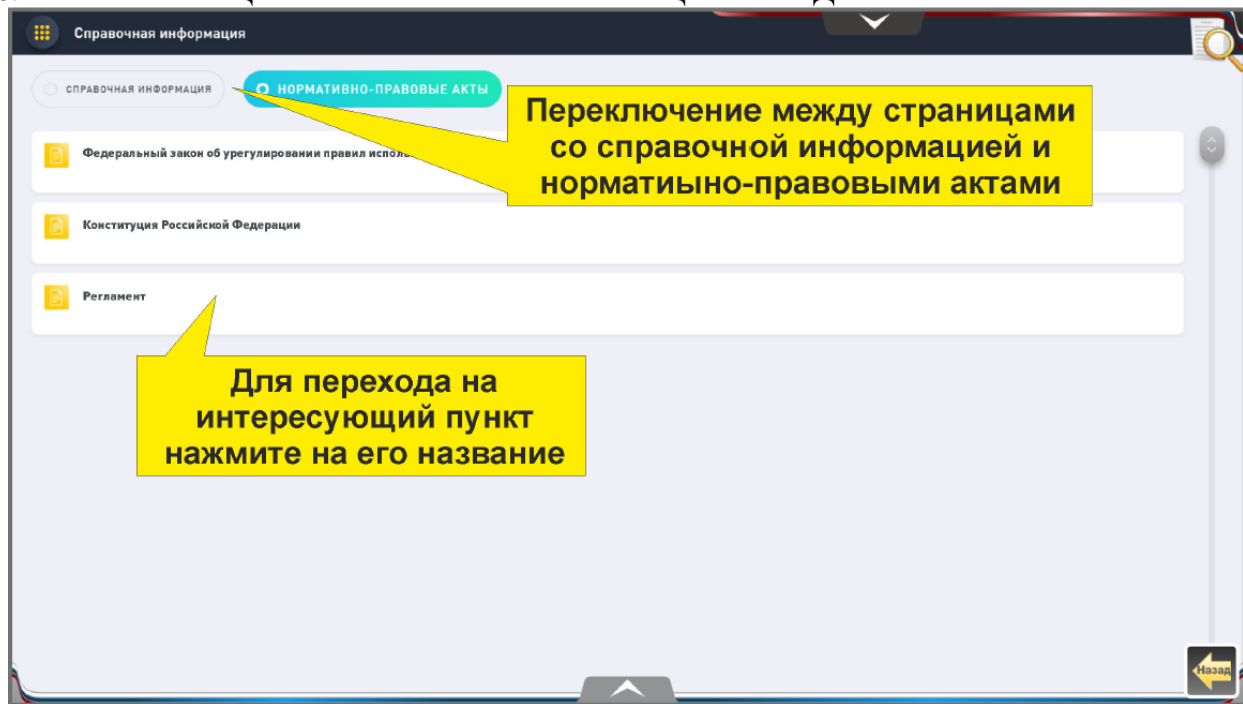 Справочная информация
СПРАВОЧНАЯ ИНФОРМАЦИЯ
НОРМАТИВНО-ПРАВОВЫЕ АКТЫ
Переключение между страницами
со справочной информацией и
норматиыно-правовыми актами
Федеральный закон об урегулировании правил
Конституция Российской Федерации
Регламент
Для перехода на
интересующий пункт
нажмите на его название
Назад